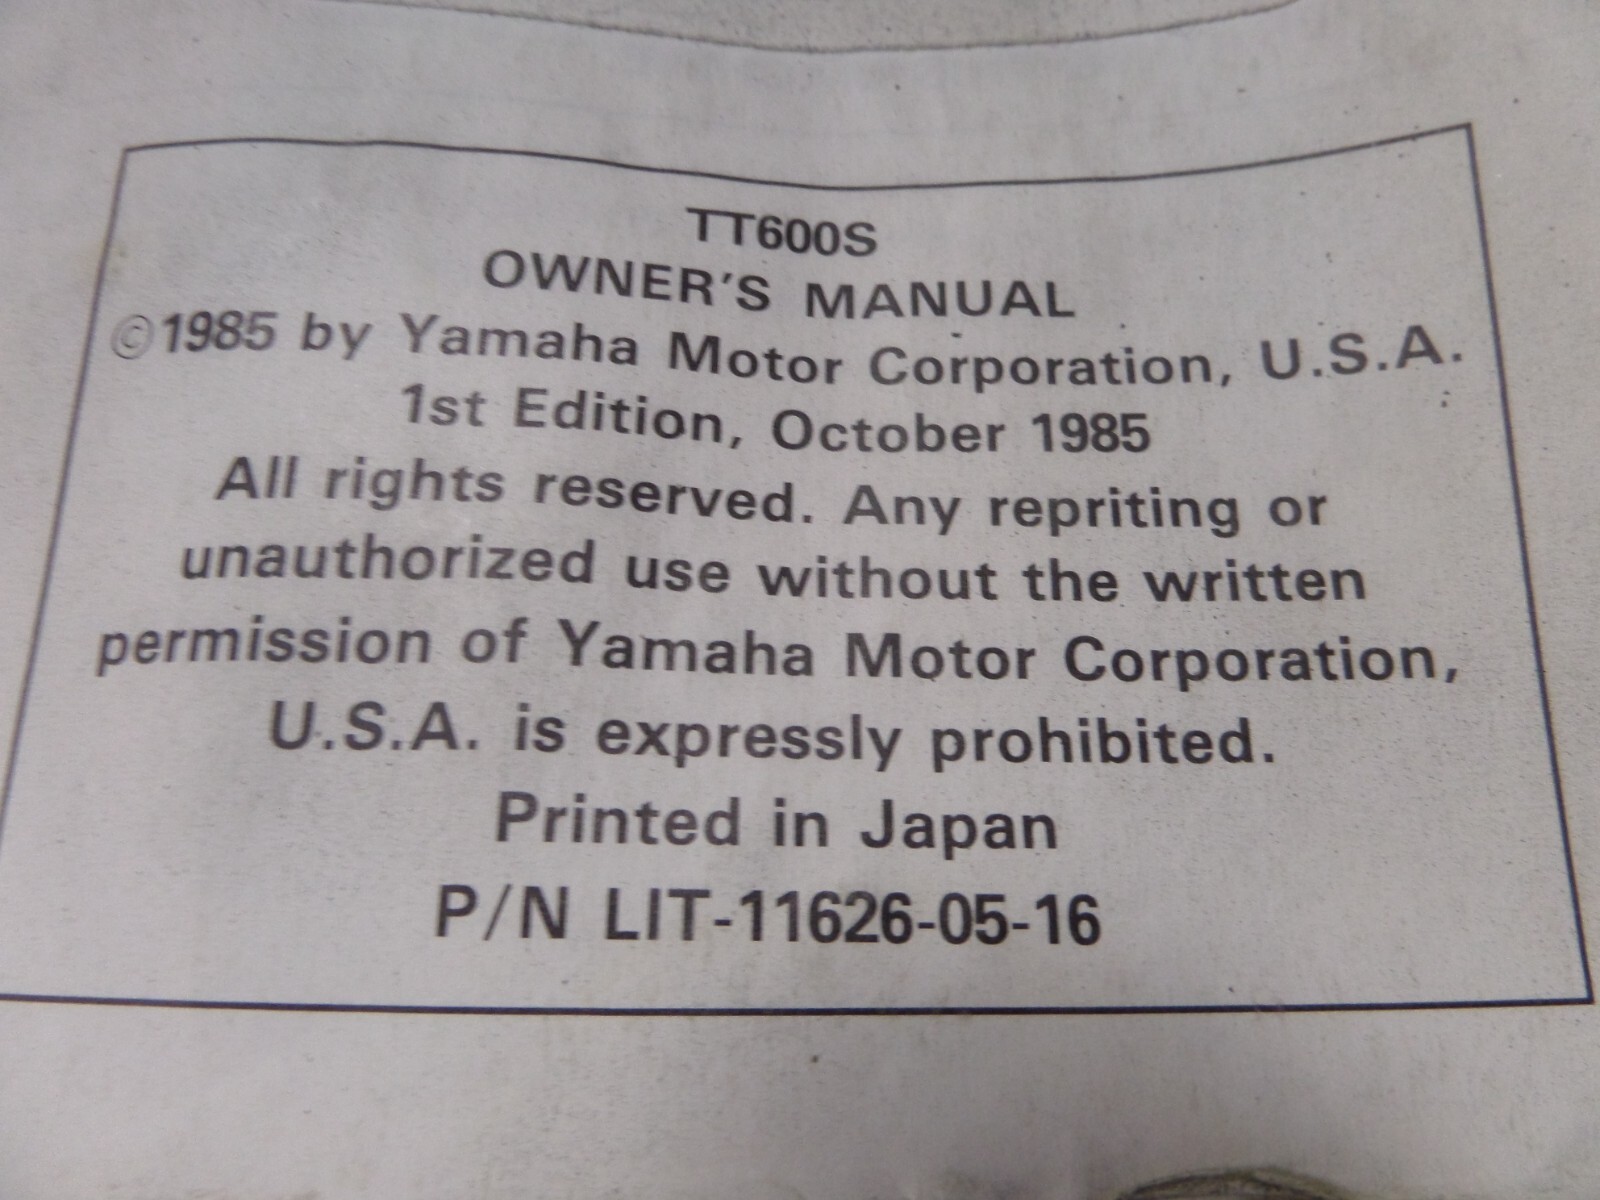 TT600S
OWNER'S MANUAL
©1985 by Yamaha Motor Corporation, U.S.A.
1st Edition, October 1985
All rights reserved. Any repriting or
unauthorized use without the written
permission of Yamaha Motor Corporation,
U.S.A. is expressly prohibited.
Printed in Japan
P/N LIT-11626-05-16